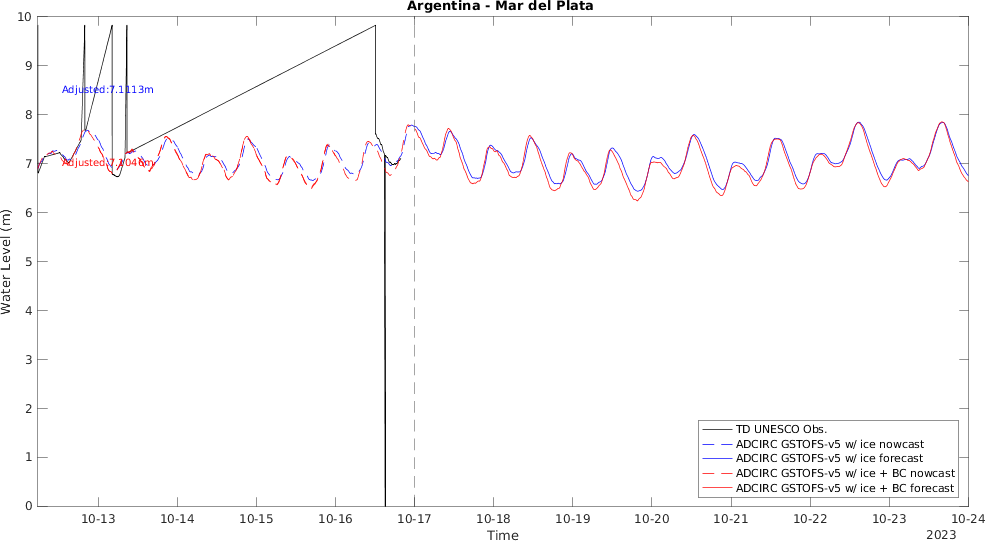 Argentina - Mar del Plata
10
9
8
7
6
5
4
3
2
1
0
Water Level (m)
Adjusted:7.1113m
Adjusted:7.1041m
TD UNESCO Obs.
ADCIRC GSTOFS-v5 w/ ice nowcast
ADCIRC GSTOFS-v5 w/ ice forecast
ADCIRC GSTOFS-v5 w/ ice + BC nowcast
ADCIRC GSTOFS-v5 w/ ice + BC forecast
10-13 10-14 10-15 10-16 10-17 10-18 10-19 10-20 10-21 10-22 10-23 10-24
Time
2023